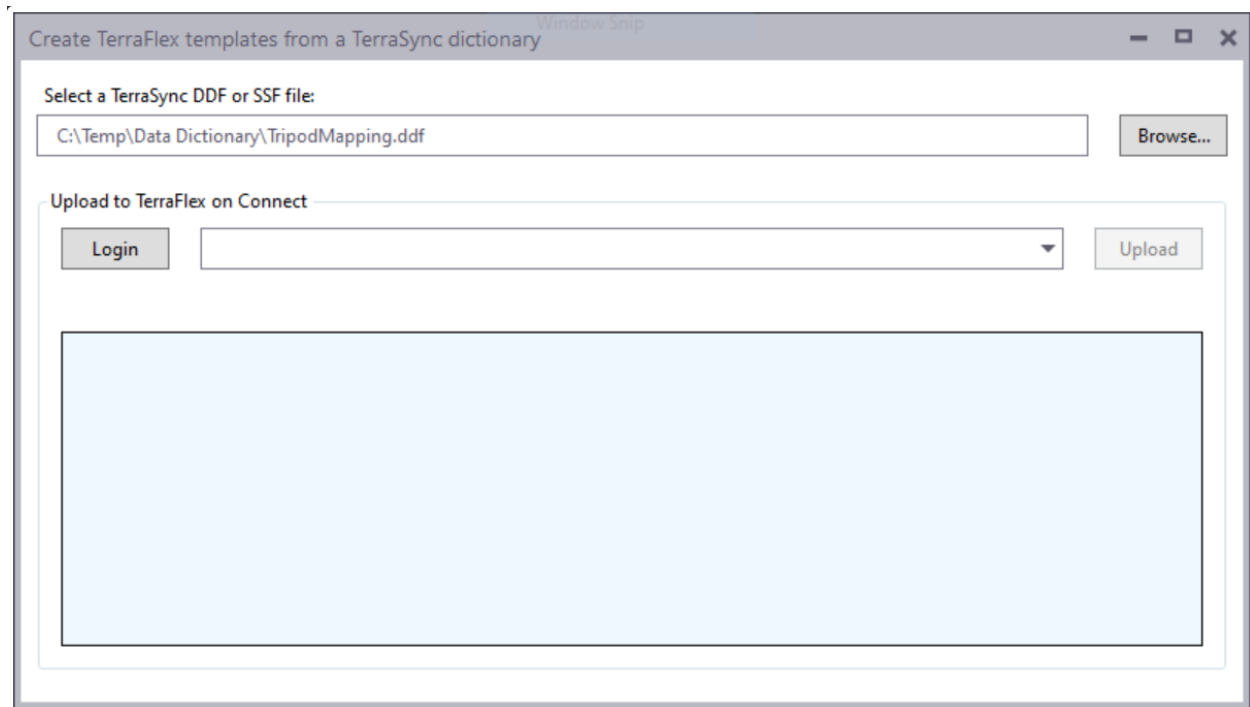 Window Snip
Create TerraFlex templates from a TerraSync dictionary
Select a TerraSync DDF or SSF file:
C:\Temp\Data Dictionary\TripodMapping.ddf
Browse...
Upload to TerraFlex on Connect
Login
Upload